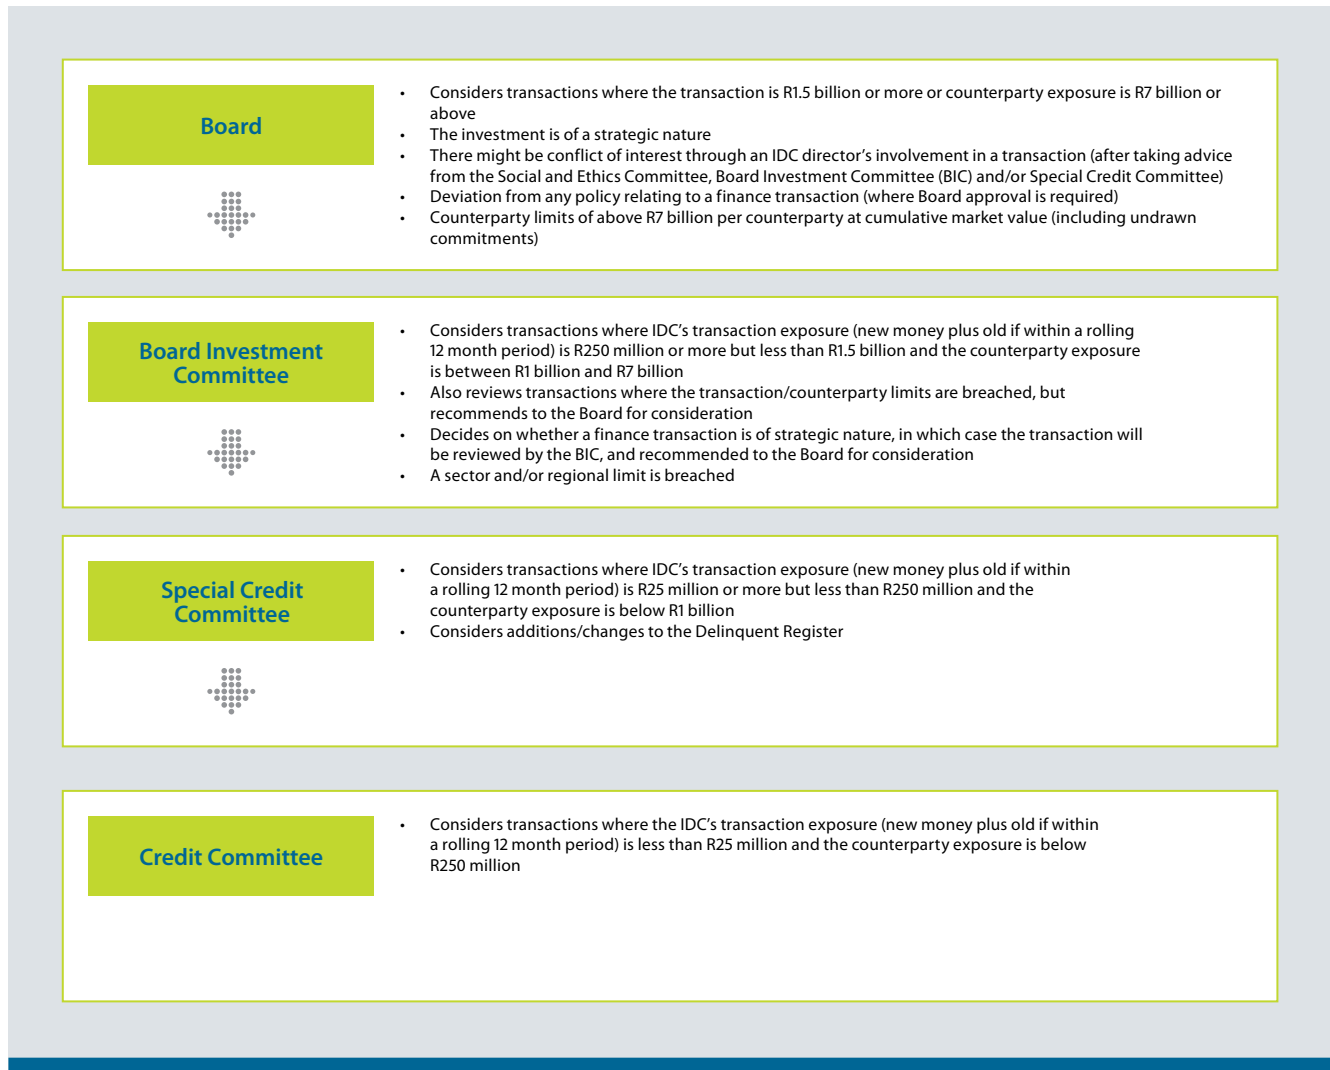 Board
• Considers transactions where the transaction is R1.5 billion or more or counterparty exposure is R7 billion or
above
• The investment is of a strategic nature
• There might be conflict of interest through an IDC director's involvement in a transaction (after taking advice
from the Social and Ethics Committee, Board Investment Committee (BIC) and/or Special Credit Committee)
• Deviation from any policy relating to a finance transaction (where Board approval is required)
• Counterparty limits of above R7 billion per counterparty at cumulative market value (including undrawn
commitments)
Board Investment
Committee
• Considers transactions where IDC's transaction exposure (new money plus old if within a rolling
12 month period) is R250 million or more but less than R1.5 billion and the counterparty exposure
is between R1 billion and R7 billion
• Also reviews transactions where the transaction/counterparty limits are breached, but
recommends to the Board for consideration
• Decides on whether a finance transaction is of strategic nature, in which case the transaction will
be reviewed by the BIC, and recommended to the Board for consideration
• A sector and/or regional limit is breached
Special Credit
Committee
• Considers transactions where IDC's transaction exposure (new money plus old if within
a rolling 12 month period) is R25 million or more but less than R250 million and the
counterparty exposure is below R1 billion
• Considers additions/changes to the Delinquent Register
Credit Committee
• Considers transactions where the IDC's transaction exposure (new money plus old if within
a rolling 12 month period) is less than R25 million and the counterparty exposure is below
R250 million